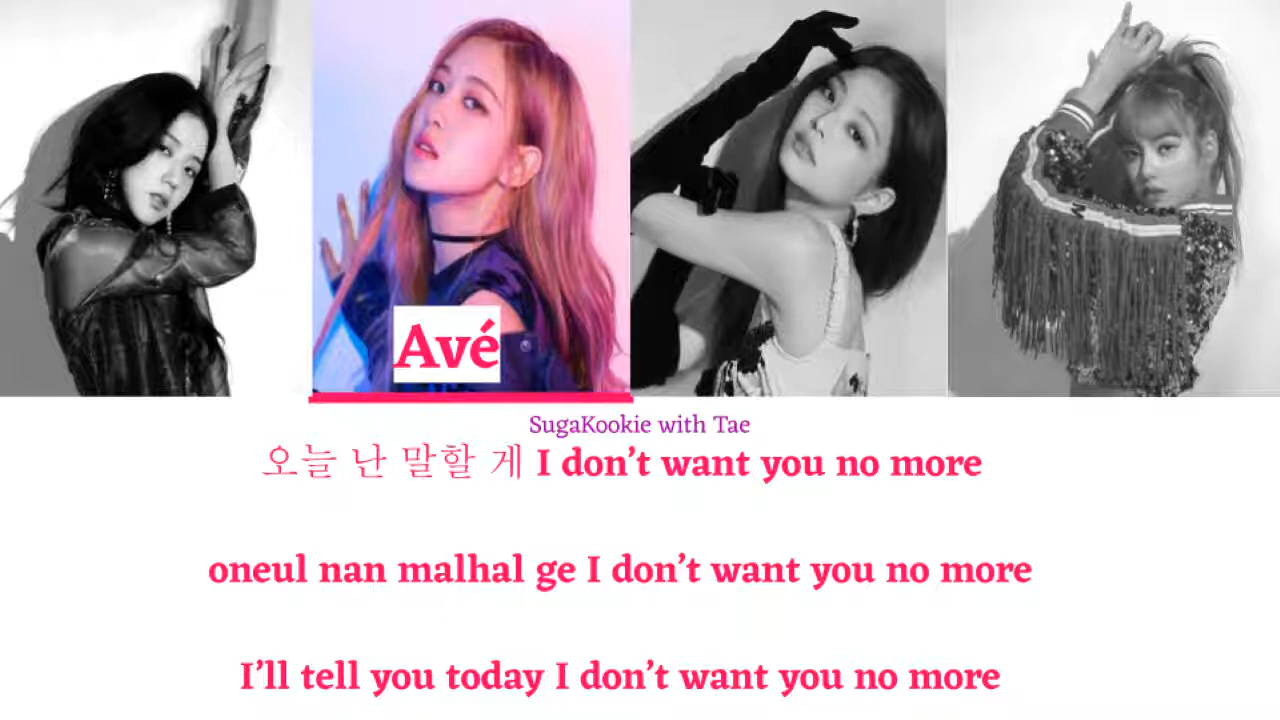 Avé
SugaKookie with Tae
오늘 난 말할 게 I don’t want you no more
oneul nan malhal ge I don’t want you no more
I’ll tell you today I don’t want you no more